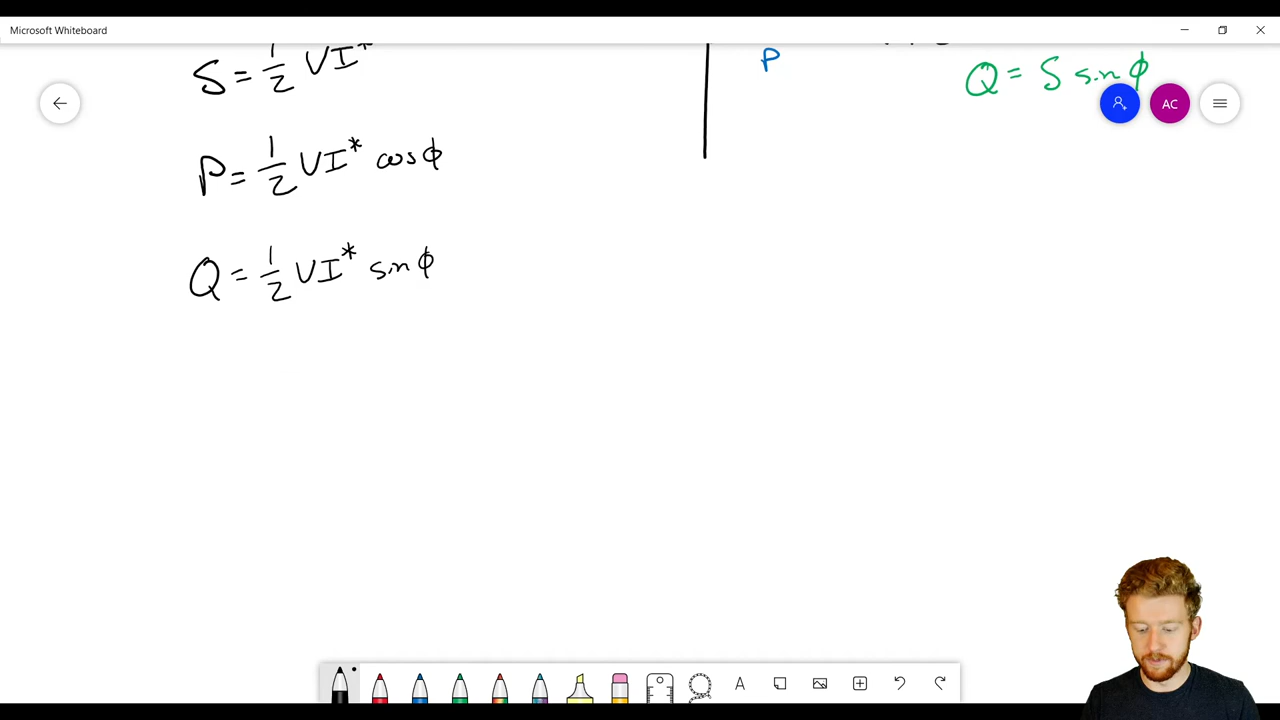 Microsoft Whiteboard
S = 1/2 VI*
P = 1/2 VI* cos ϕ
Q = 1/2 VI* sin ϕ
P
Q = S sin ϕ
AC
A